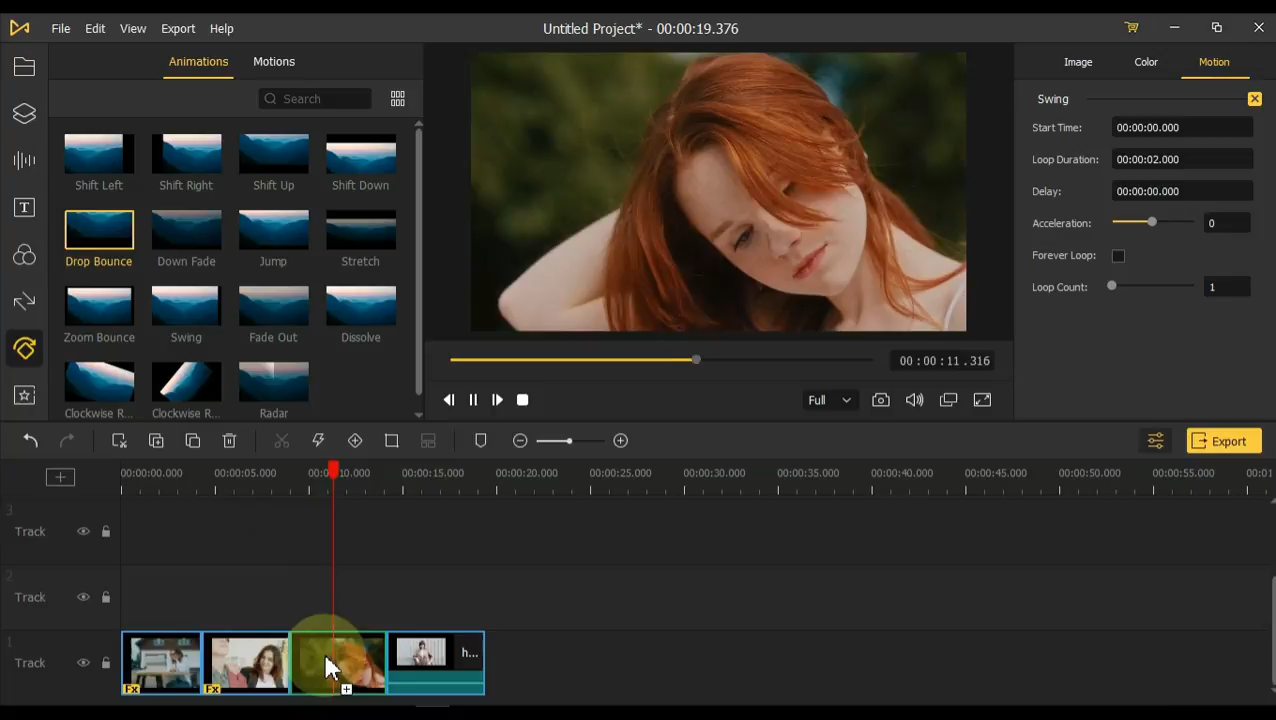 File Edit View Export Help
Untitled Project* - 00:00:19.376
Animations Motions
Search
Shift Left Shift Right Shift Up Shift Down
Drop Bounce Down Fade Jump Stretch
Zoom Bounce Swing Fade Out Dissolve
Clockwise R... Clockwise R... Radar
00:00:11.316
Full
Image Color Motion
Swing
Start Time: 00:00:00.000
Loop Duration: 00:00:02.000
Delay: 00:00:00.000
Acceleration: 0
Forever Loop:
Loop Count: 1
Export
00:00:00.000 00:00:05.000 00:00:10.000 00:00:15.000 00:00:20.000 00:00:25.000 00:00:30.000 00:00:35.000 00:00:40.000 00:00:45.000 00:00:50.000 00:00:55.000 00:01
3
Track
2
Track
1
Track
h...
Fx Fx